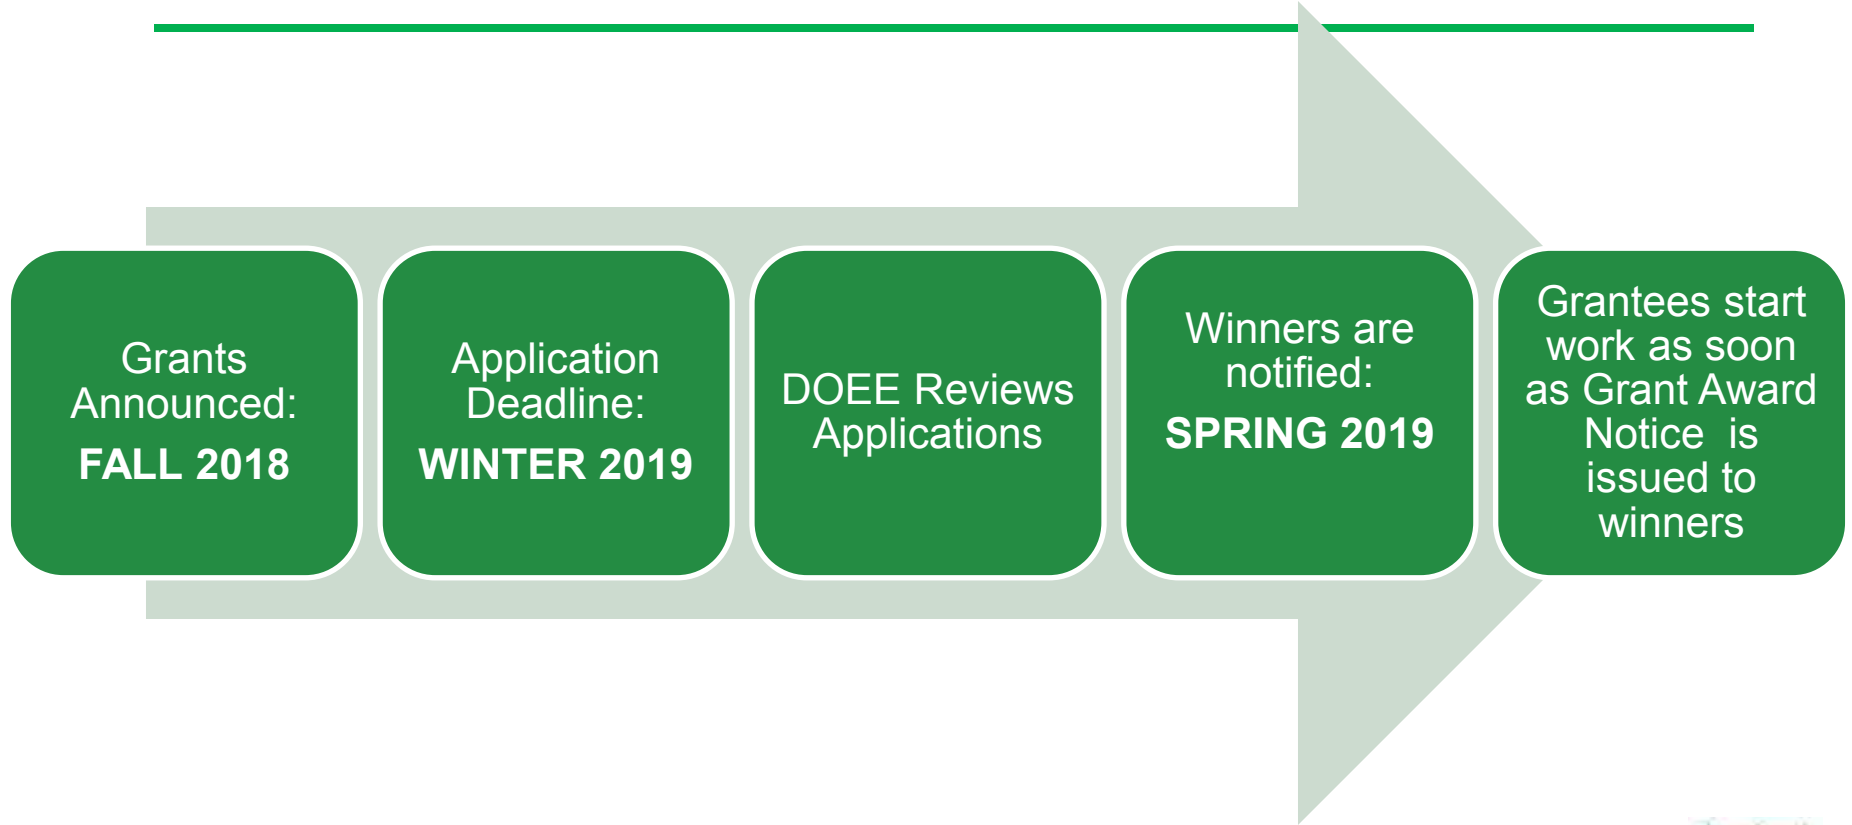 Grants
Announced:
FALL 2018
Application
Deadline:
WINTER 2019
DOEE Reviews
Applications
Winners are
notified:
SPRING 2019
Grantees start
work as soon
as Grant Award
Notice  is
issued to
winners